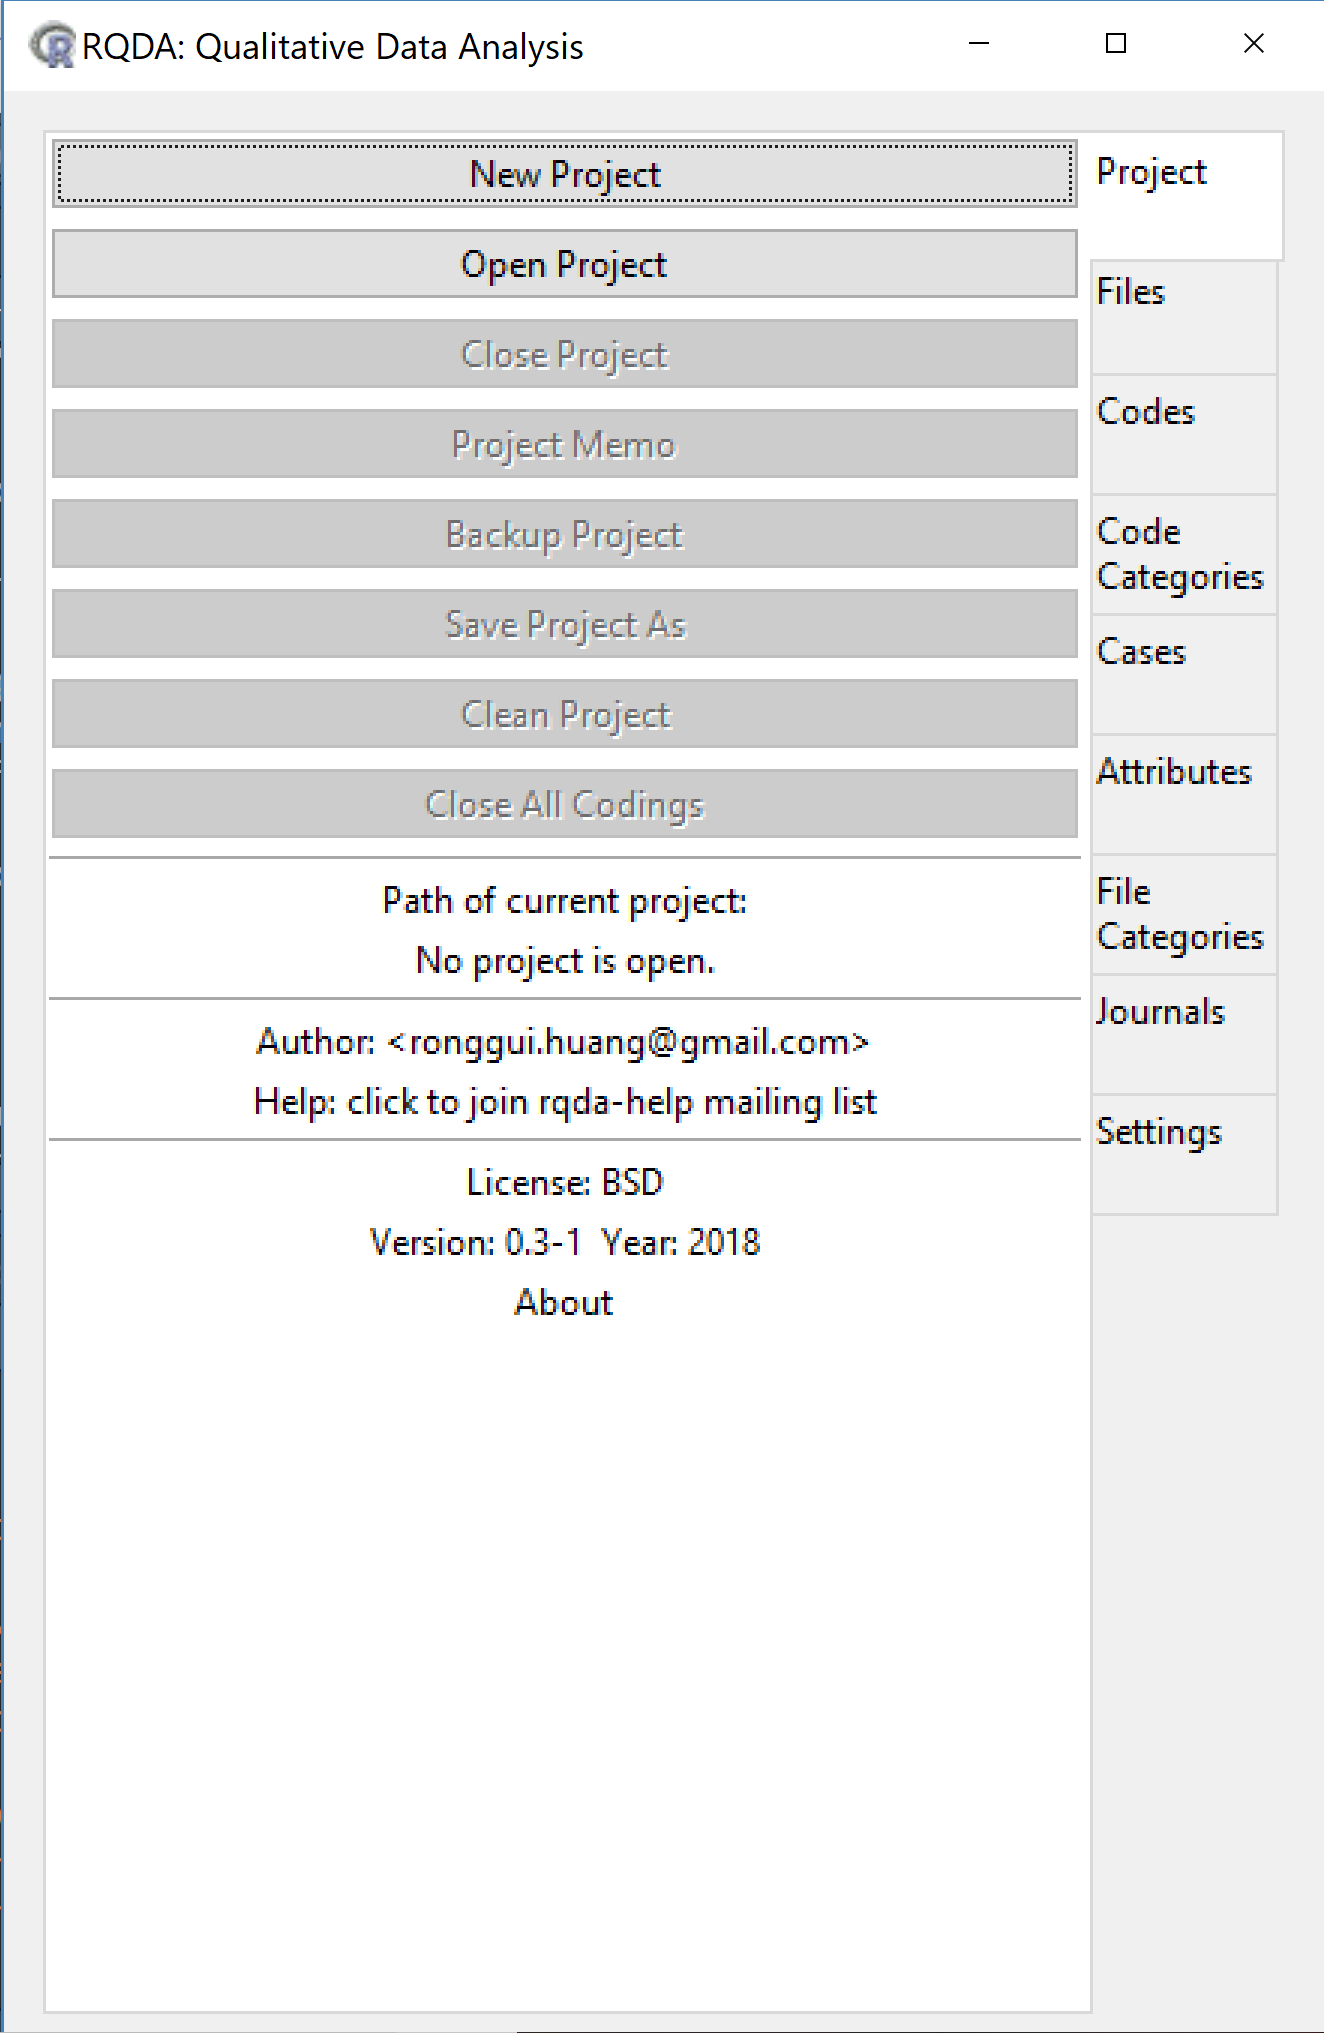 RQDA: Qualitative Data Analysis
New Project
Open Project
Close Project
Project Memo
Backup Project
Save Project As
Clean Project
Close All Codings
Path of current project:
No project is open.
Author: <ronggui.huang@gmail.com>
Help: click to join rqda-help mailing list
License: BSD
Version: 0.3-1  Year: 2018
About
Project
Files
Codes
Code
Categories
Cases
Attributes
File
Categories
Journals
Settings